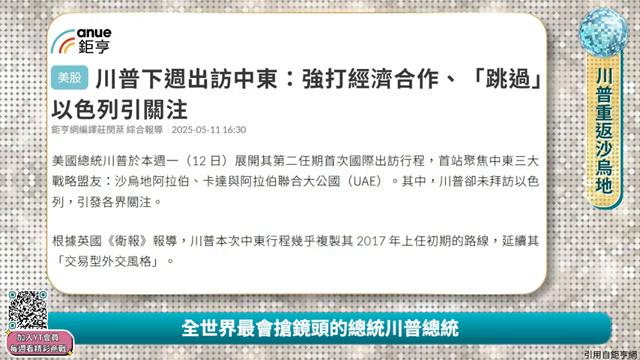 anue
鉅亨
美股 川普下週出訪中東：強打經濟合作、「跳過」
以色列引關注
鉅亨網編譯莊閔棻 綜合報導 2025-05-11 16:30
美國總統川普於本週一（12 日）展開其第二任期首次國際出訪行程，首站聚焦中東三大
戰略盟友：沙烏地阿拉伯、卡達與阿拉伯聯合大公國（UAE）。其中，川普卻未拜訪以色
列，引發各界關注。
根據英國《衛報》報導，川普本次中東行程幾乎複製其 2017 年上任初期的路線，延續其
「交易型外交風格」。
川普重返沙烏地
加入YT會員
每週看精彩商戰
全世界最會搶鏡頭的總統川普總統
引用自鉅亨網